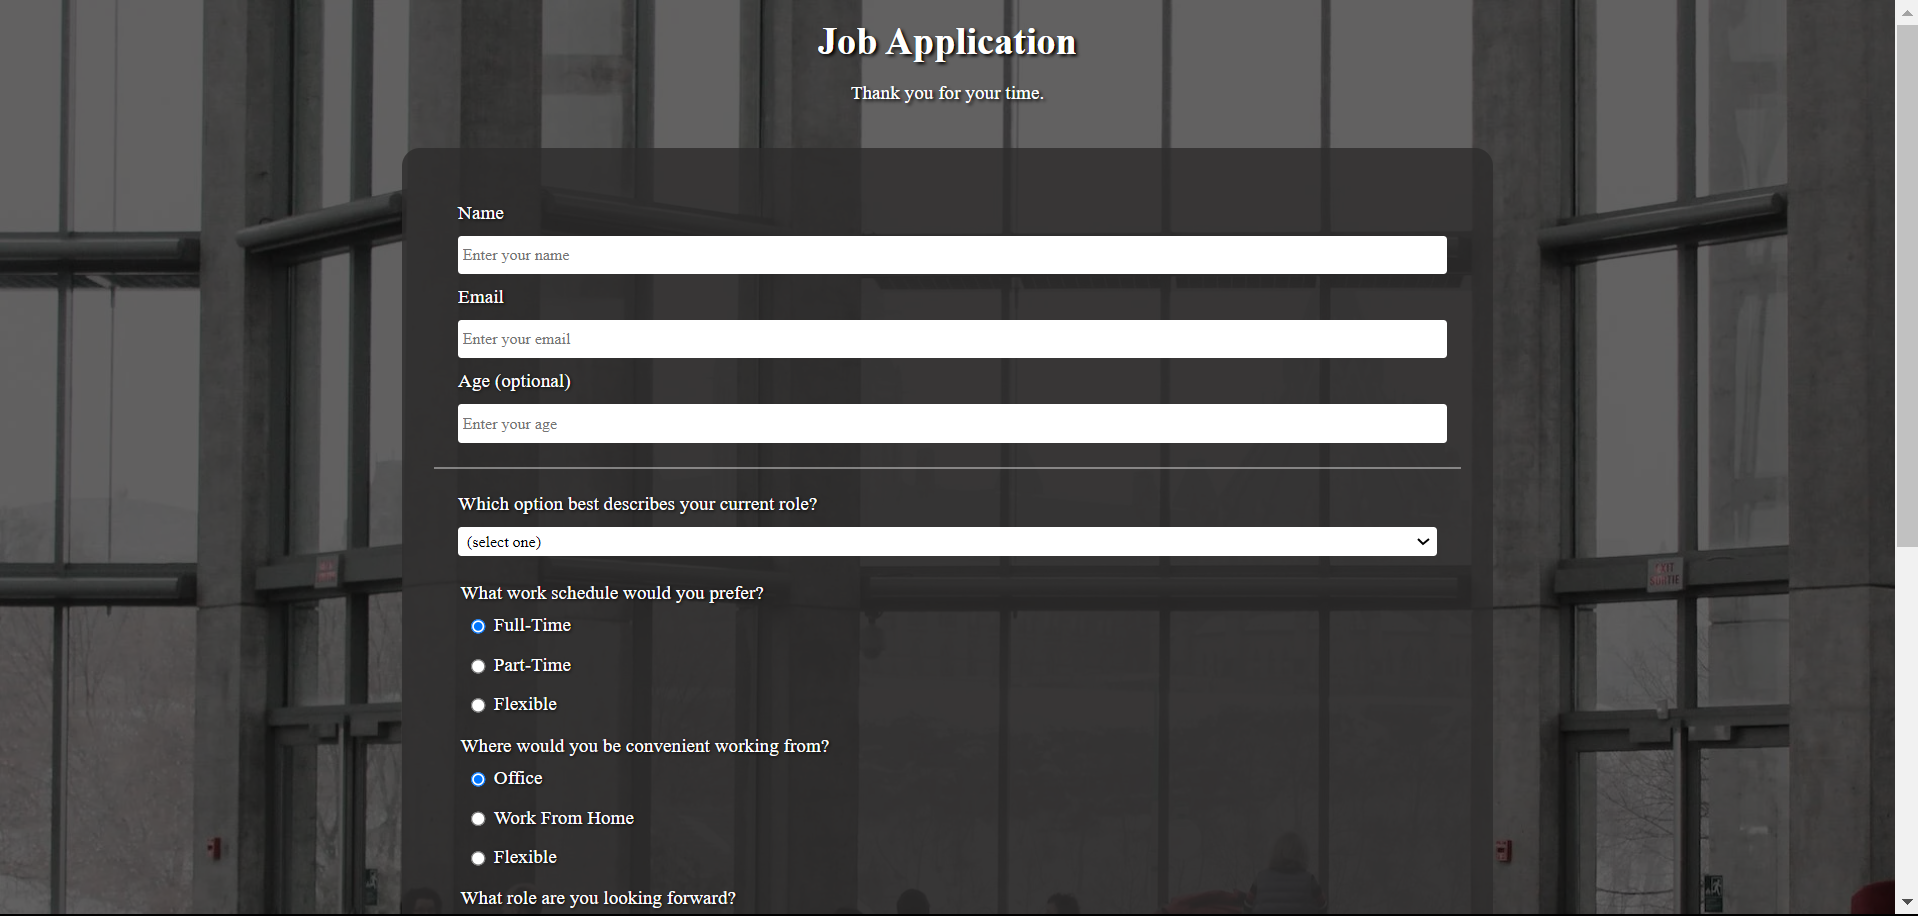 Job Application
Thank you for your time.
Name
Enter your name
Email
Enter your email
Age (optional)
Enter your age
Which option best describes your current role?
(select one)
What work schedule would you prefer?
Full-Time
Part-Time
Flexible
EXIT
SORTIE
Where would you be convenient working from?
Office
Work From Home
Flexible
What role are you looking forward?